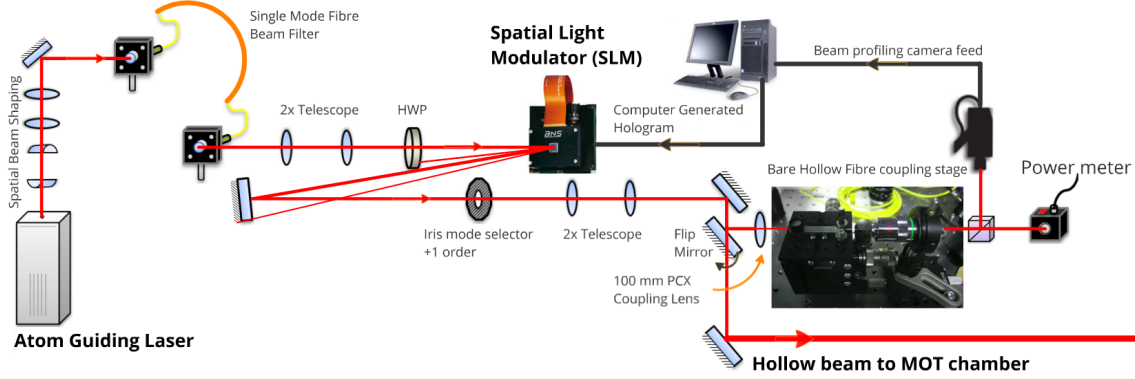 Single Mode Fibre
Beam Filter
Spatial Light
Modulator (SLM)
Beam profiling camera feed
Spatial Beam Shaping
2x Telescope
HWP
BNS
Computer Generated
Hologram
Bare Hollow Fibre coupling stage
Power meter
Iris mode selector
+1 order
2x Telescope
Flip
Mirror
100 mm PCX
Coupling Lens
Atom Guiding Laser
Hollow beam to MOT chamber